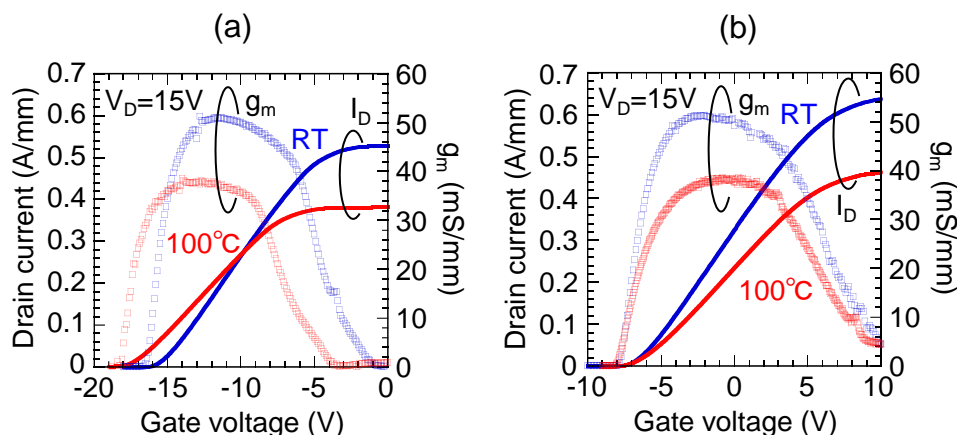 (a)
0.7
0.6
0.5
0.4
0.3
0.2
0.1
0
Drain current (A/mm)
V_D=15V
g_m
RT
I_D
100℃
60
50
40
30
20
10
0
g_m (mS/mm)
-20 -15 -10 -5 0
Gate voltage (V)
(b)
0.7
0.6
0.5
0.4
0.3
0.2
0.1
0
Drain current (A/mm)
V_D=15V
g_m
RT
I_D
100℃
60
50
40
30
20
10
0
g_m (mS/mm)
-10 -5 0 5 10
Gate voltage (V)